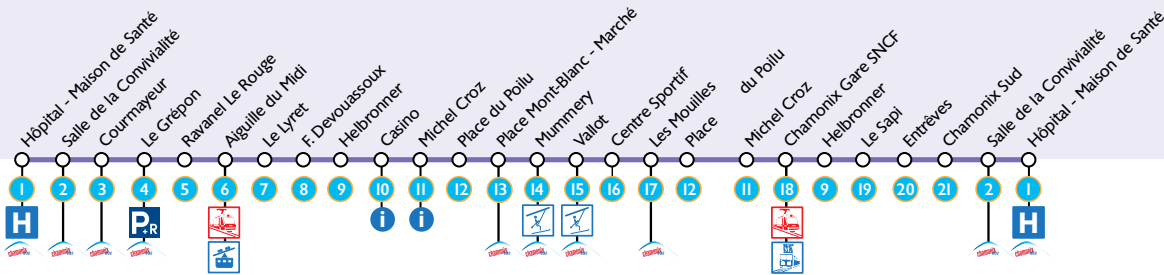 Hôpital - Maison de Santé
Salle de la Convivialité
Courmayeur
Le Grépon
Ravanel Le Rouge
Aiguille du Midi
Le Lyret
F. Devouassoux
Helbronner
Casino
Michel Croz
Place du Poilu
Place Mont-Blanc - Marché
Mummery
Vallot
Centre Sportif
Les Mouilles
Place
du Poilu
Michel Croz
Chamonix Gare SNCF
Helbronner
Le Sapi
Entrêves
Chamonix Sud
Salle de la Convivialité
Hôpital - Maison de Santé
1 2 3 4 5 6 7 8 9 10 11 12 13 14 15 16 17 12 11 18 9 19 20 21 2 1
H P+R i i H